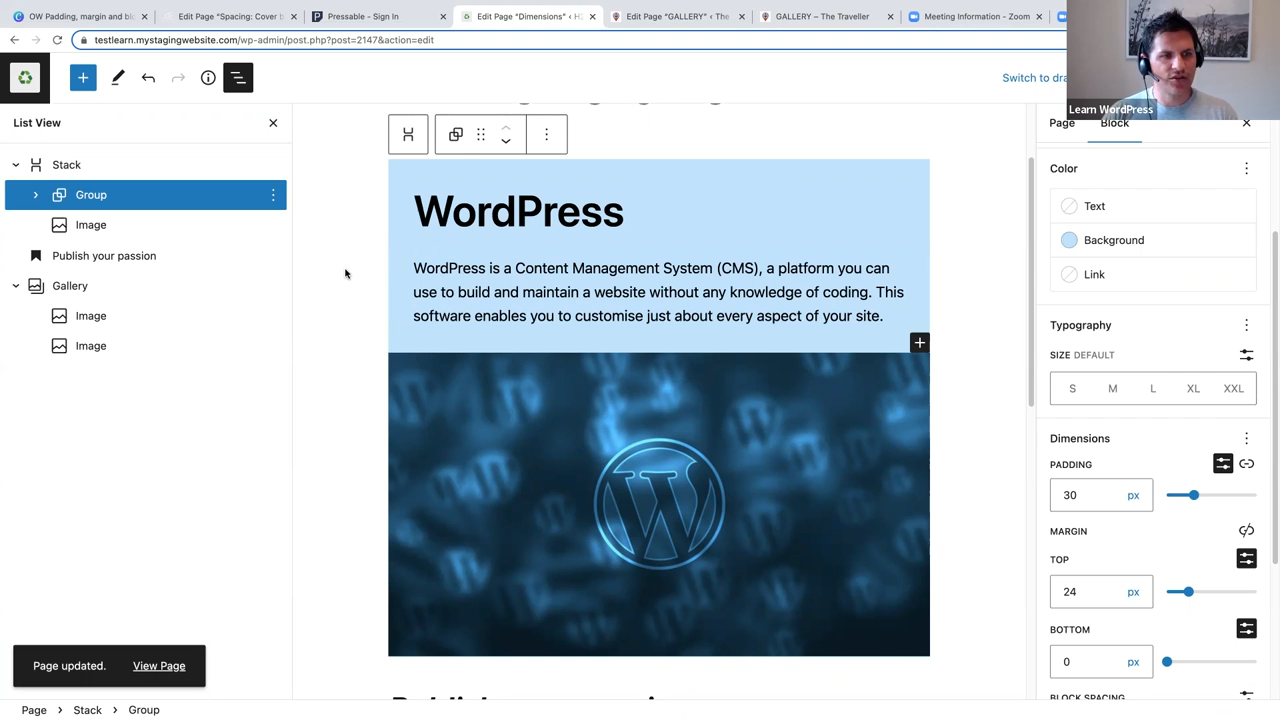 OW Padding, margin and blo
Edit Page "Spacing: Cover b
Pressable - Sign In
Edit Page "Dimensions" ‹ H
Edit Page "GALLERY" ‹ The
GALLERY – The Traveller
Meeting Information - Zoom
testlearn.mystagingwebsite.com/wp-admin/post.php?post=2147&action=edit
Switch to dra
Learn WordPress
List View
Page
Block
Stack
Group
Image
Publish your passion
Gallery
Image
Image
WordPress
WordPress is a Content Management System (CMS), a platform you can
use to build and maintain a website without any knowledge of coding. This
software enables you to customise just about every aspect of your site.
Color
Text
Background
Link
Typography
SIZE DEFAULT
S M L XL XXL
Dimensions
PADDING
30 px
MARGIN
TOP
24 px
BOTTOM
0 px
BLOCK SPACING
Page updated. View Page
Page > Stack > Group